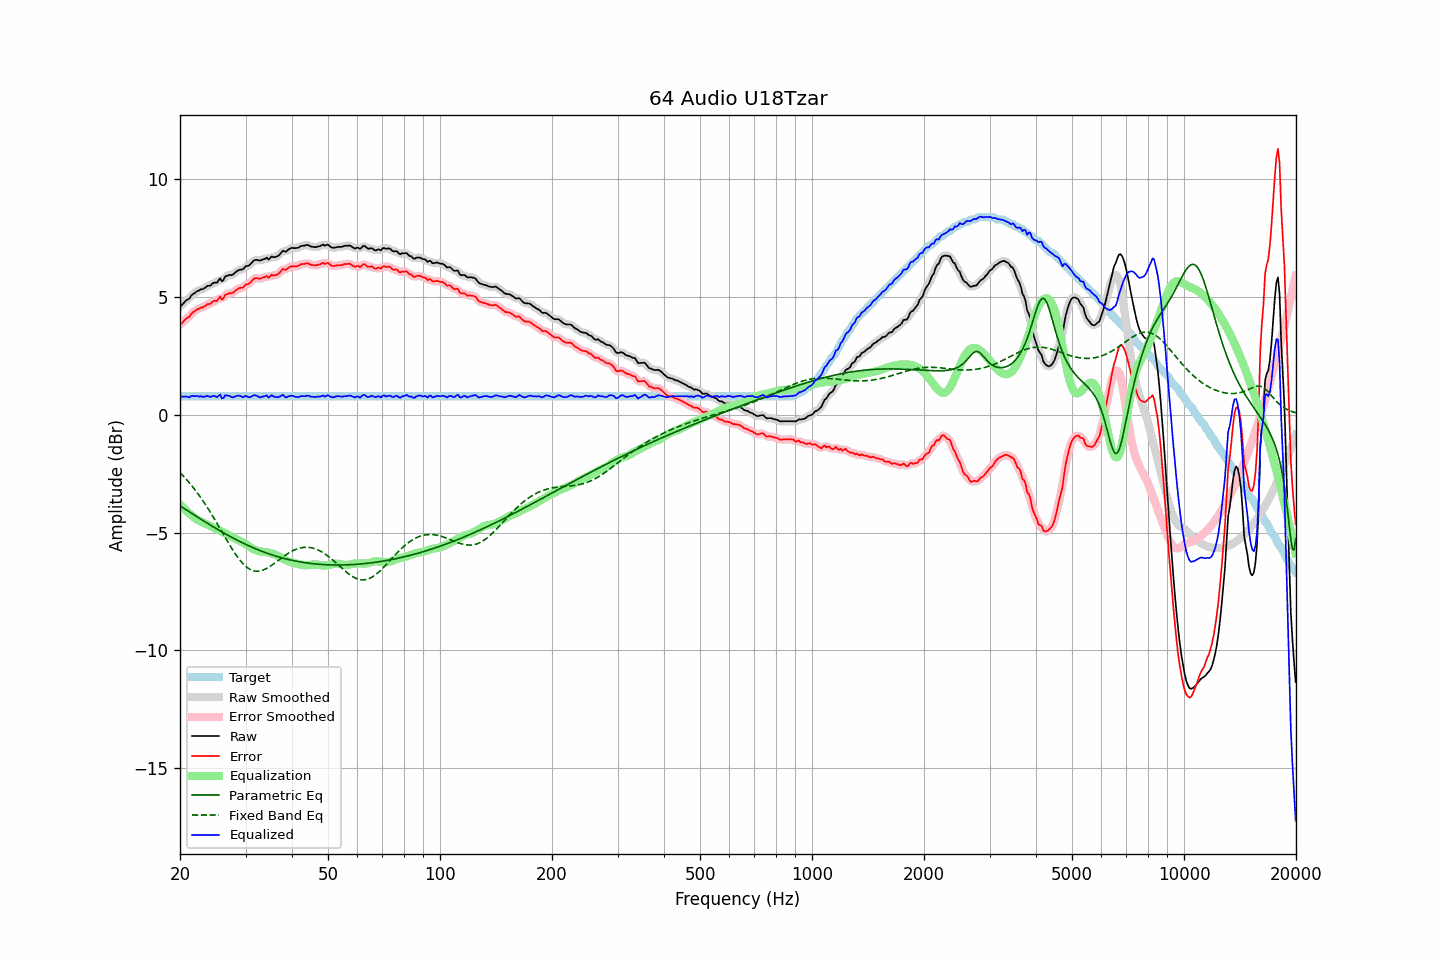 64 Audio U18Tzar
10
5
0
−5
−10
−15
Amplitude (dBr)
Target
Raw Smoothed
Error Smoothed
Raw
Error
Equalization
Parametric Eq
Fixed Band Eq
Equalized
20 50 100 200 500 1000 2000 5000 10000 20000
Frequency (Hz)